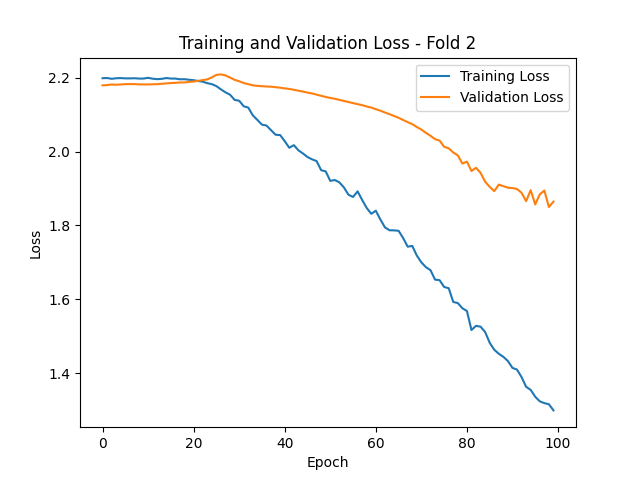 Training and Validation Loss - Fold 2
Training Loss
Validation Loss
2.2
2.0
1.8
1.6
1.4
Loss
0 20 40 60 80 100
Epoch